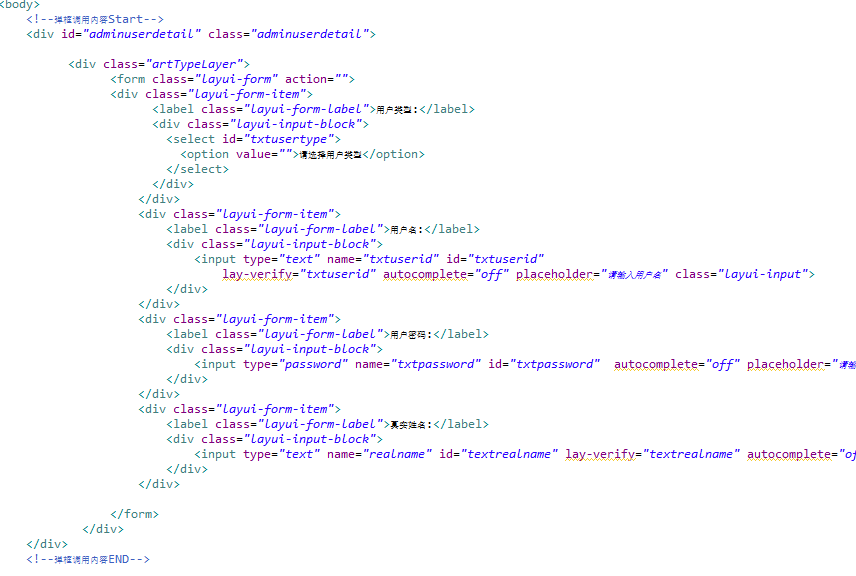 <body>
<!--弹框调用内容Start-->
<div id="adminuserdetail" class="adminuserdetail">
<div class="artTypeLayer">
<form class="layui-form" action="">
<div class="layui-form-item">
<label class="layui-form-label">用户类型:</label>
<div class="layui-input-block">
<select id="txtusertype">
<option value="">请选择用户类型</option>
</select>
</div>
</div>
<div class="layui-form-item">
<label class="layui-form-label">用户名:</label>
<div class="layui-input-block">
<input type="text" name="txtuserid" id="txtuserid"
lay-verify="txtuserid" autocomplete="off" placeholder="请输入用户名" class="layui-input">
</div>
</div>
<div class="layui-form-item">
<label class="layui-form-label">用户密码:</label>
<div class="layui-input-block">
<input type="password" name="txtpassword" id="txtpassword"  autocomplete="off" placeholder="请输
</div>
</div>
<div class="layui-form-item">
<label class="layui-form-label">真实姓名:</label>
<div class="layui-input-block">
<input type="text" name="realname" id="textrealname" lay-verify="textrealname" autocomplete="of
</div>
</div>
</form>
</div>
</div>
<!--弹框调用内容END-->